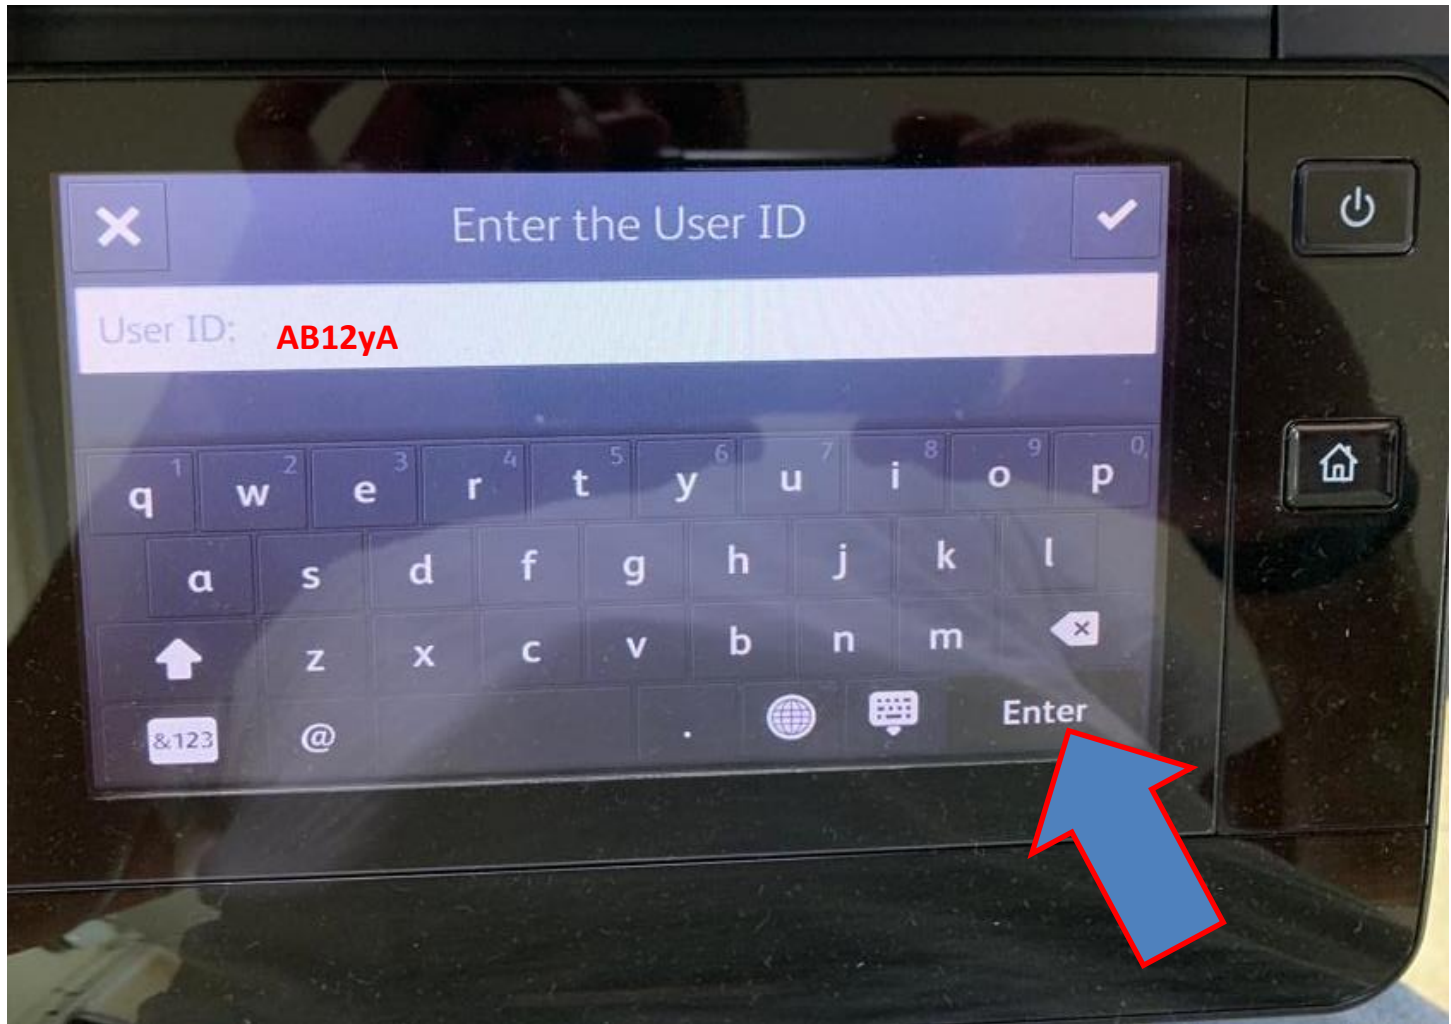 Enter the User ID
User ID: AB12yA
q 1 w 2 e 3 r 4 t 5 y 6 u 7 i 8 o 9 p 0
a s d f g h j k l
z x c v b n m
&123 @ . Enter